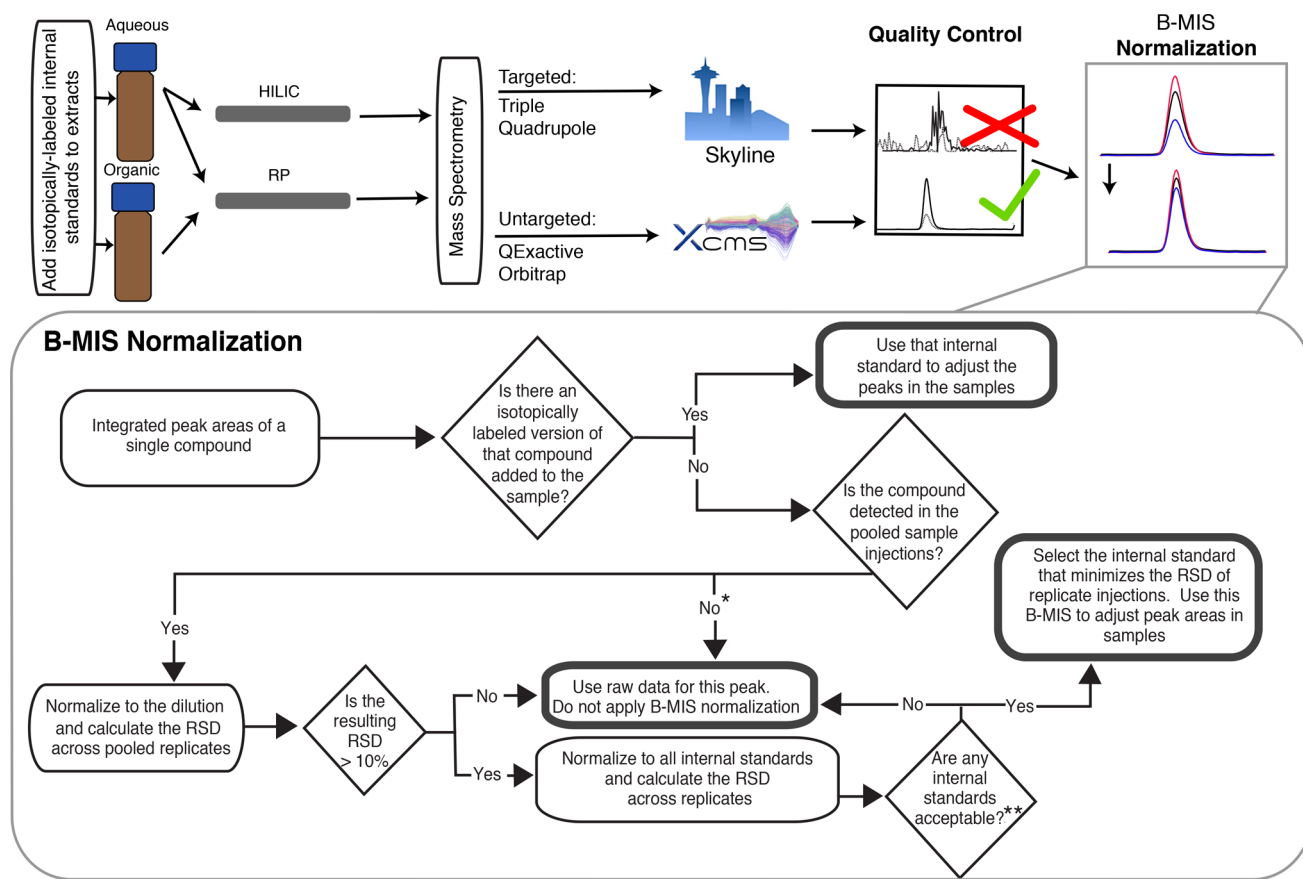 Add isotopically-labeled internal
standards to extracts
Aqueous
Organic
HILIC
RP
Mass Spectrometry
Targeted:
Triple
Quadrupole
Untargeted:
QExactive
Orbitrap
Skyline
XCMS
Quality Control
B-MIS
Normalization
B-MIS Normalization
Integrated peak areas of a
single compound
Is there an
isotopically
labeled version of
that compound
added to the
sample?
Yes
No
Use that internal
standard to adjust the
peaks in the samples
Is the compound
detected in the
pooled sample
injections?
Yes
No*
Normalize to the dilution
and calculate the RSD
across pooled replicates
Is the
resulting
RSD
> 10%
No
Yes
Use raw data for this peak.
Do not apply B-MIS normalization
Normalize to all internal standards
and calculate the RSD
across replicates
Are any
internal
standards
acceptable?**
No
Yes
Select the internal standard
that minimizes the RSD of
replicate injections. Use this
B-MIS to adjust peak areas in
samples